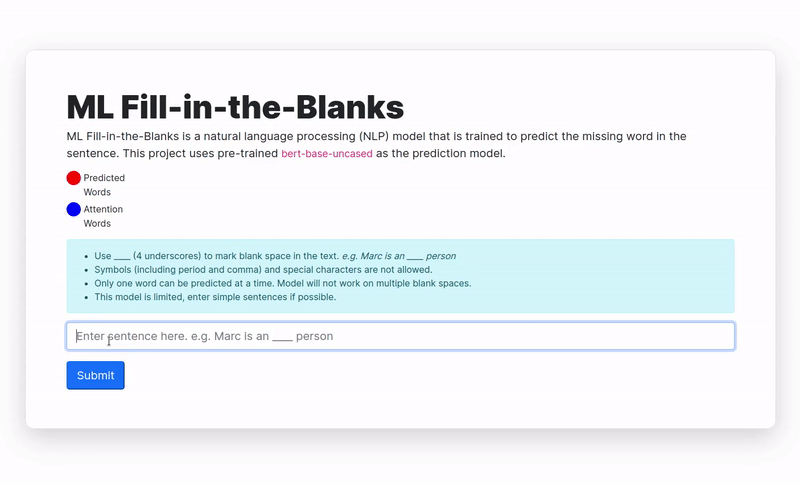 ML Fill-in-the-Blanks
ML Fill-in-the-Blanks is a natural language processing (NLP) model that is trained to predict the missing word in the
sentence. This project uses pre-trained bert-base-uncased as the prediction model.
Predicted
Words
Attention
Words
• Use ____ (4 underscores) to mark blank space in the text. e.g. Marc is an ____ person
• Symbols (including period and comma) and special characters are not allowed.
• Only one word can be predicted at a time. Model will not work on multiple blank spaces.
• This model is limited, enter simple sentences if possible.
Enter sentence here. e.g. Marc is an ____ person
Submit